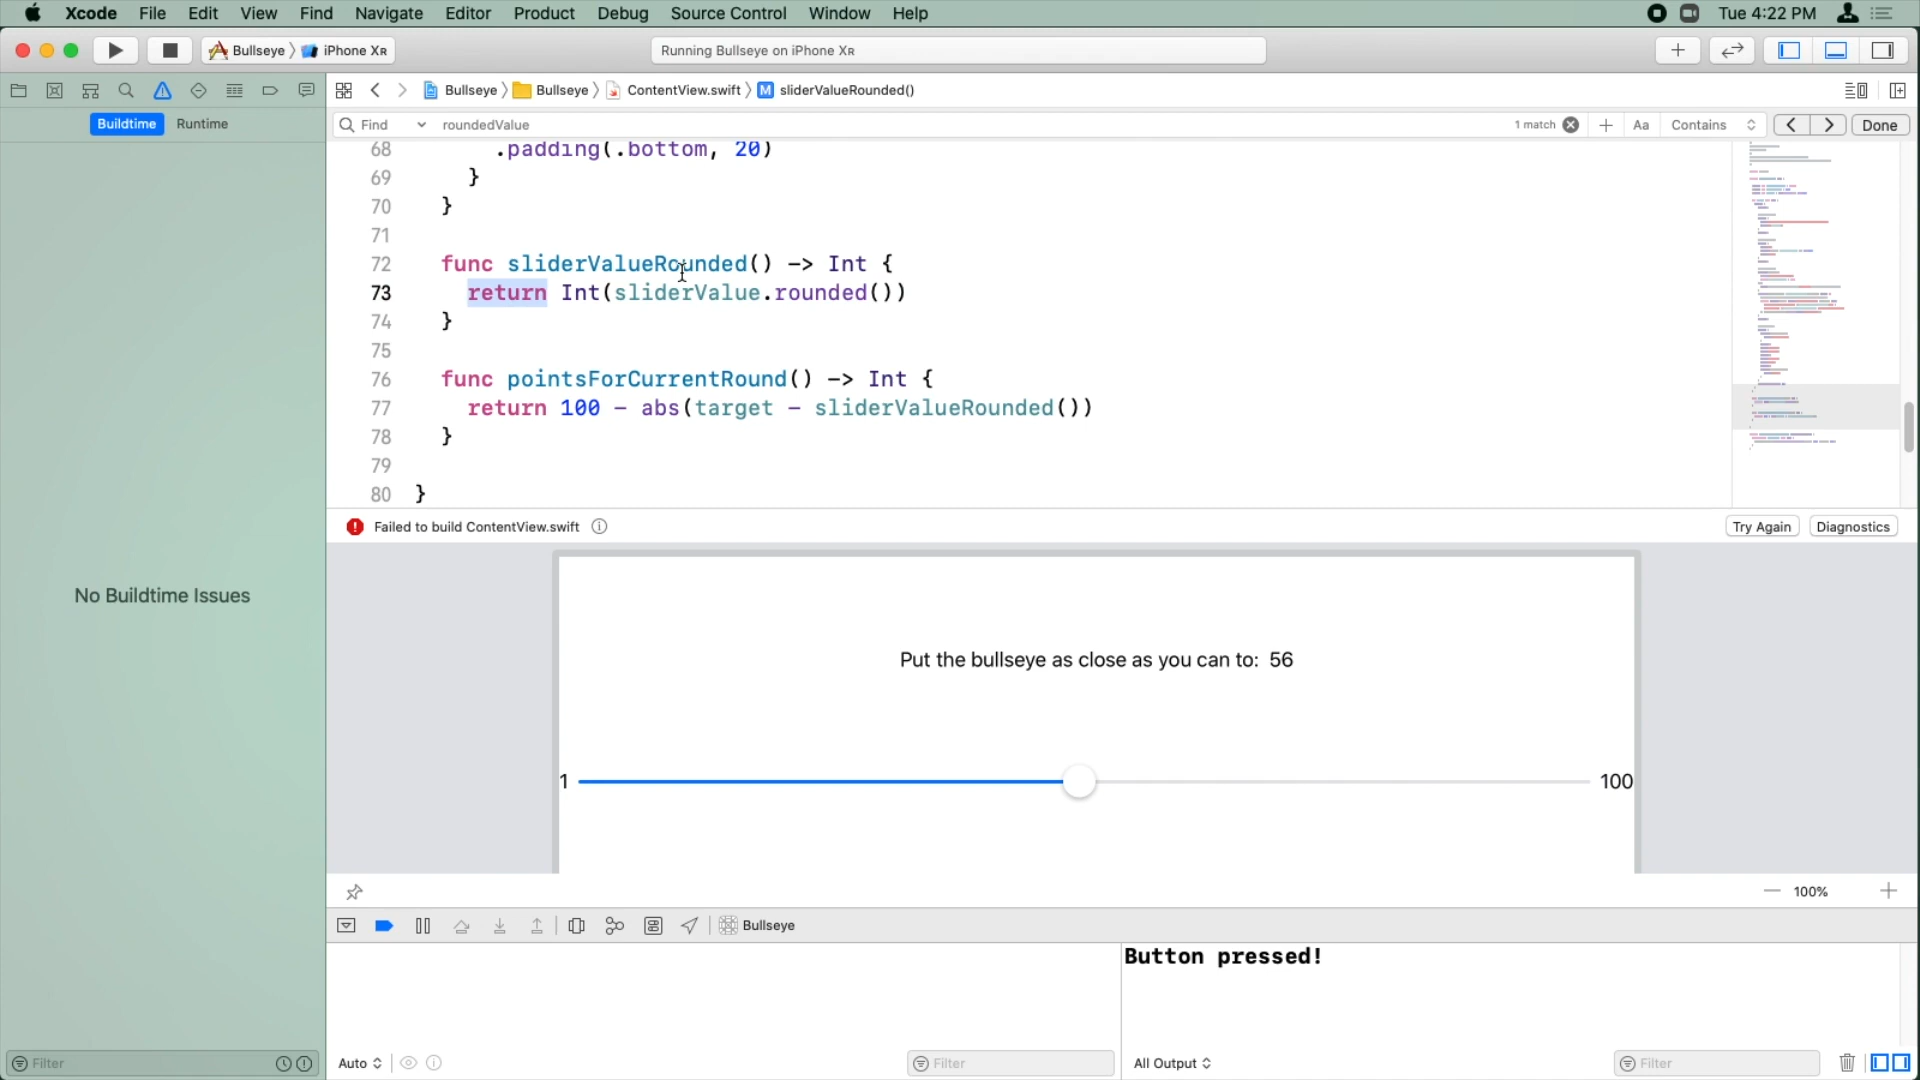 Xcode File Edit View Find Navigate Editor Product Debug Source Control Window Help Tue 4:22 PM
Bullseye iPhone Xʀ Running Bullseye on iPhone Xʀ
Bullseye Bullseye ContentView.swift M sliderValueRounded()
Buildtime Runtime
Find roundedValue 1 match Aa Contains Done
68 .padding(.bottom, 20)
69 }
70 }
71
72 func sliderValueRounded() -> Int {
73 return Int(sliderValue.rounded())
74 }
75
76 func pointsForCurrentRound() -> Int {
77 return 100 - abs(target - sliderValueRounded())
78 }
79
80 }
Failed to build ContentView.swift Try Again Diagnostics
No Buildtime Issues
Put the bullseye as close as you can to: 56
1 100
100%
Bullseye
Button pressed!
Filter Auto Filter All Output Filter